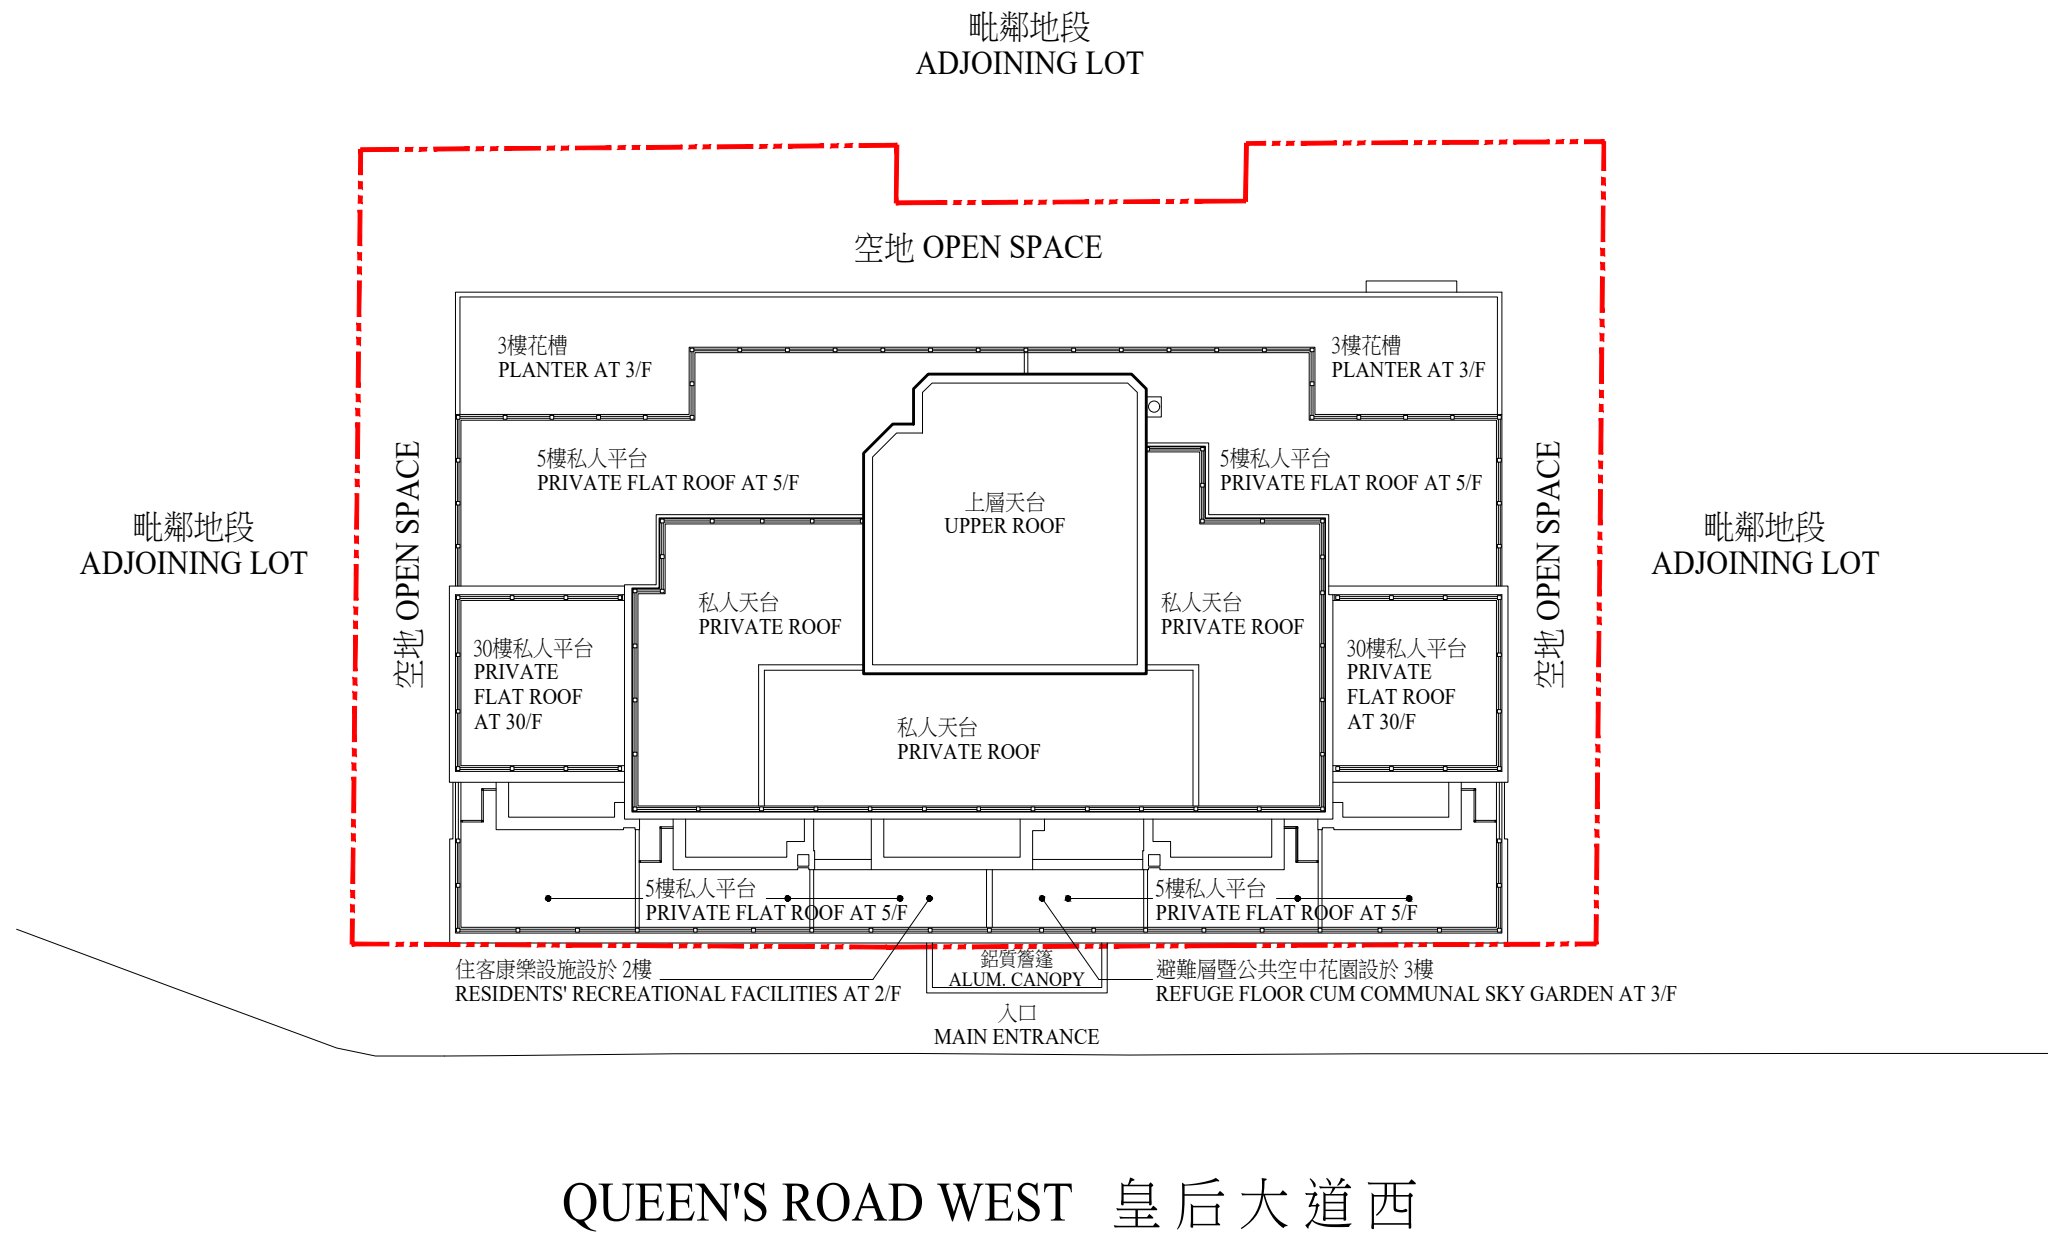 毗鄰地段
ADJOINING LOT
空地 OPEN SPACE
3樓花槽
PLANTER AT 3/F
3樓花槽
PLANTER AT 3/F
5樓私人平台
PRIVATE FLAT ROOF AT 5/F
5樓私人平台
PRIVATE FLAT ROOF AT 5/F
上層天台
UPPER ROOF
毗鄰地段
ADJOINING LOT
空地 OPEN SPACE
空地 OPEN SPACE
毗鄰地段
ADJOINING LOT
私人天台
PRIVATE ROOF
私人天台
PRIVATE ROOF
30樓私人平台
PRIVATE
FLAT ROOF
AT 30/F
30樓私人平台
PRIVATE
FLAT ROOF
AT 30/F
私人天台
PRIVATE ROOF
5樓私人平台
PRIVATE FLAT ROOF AT 5/F
5樓私人平台
PRIVATE FLAT ROOF AT 5/F
住客康樂設施設於 2樓
RESIDENTS' RECREATIONAL FACILITIES AT 2/F
鋁質簷篷
ALUM. CANOPY
避難層暨公共空中花園設於 3樓
REFUGE FLOOR CUM COMMUNAL SKY GARDEN AT 3/F
入口
MAIN ENTRANCE
QUEEN'S ROAD WEST 皇后大道西